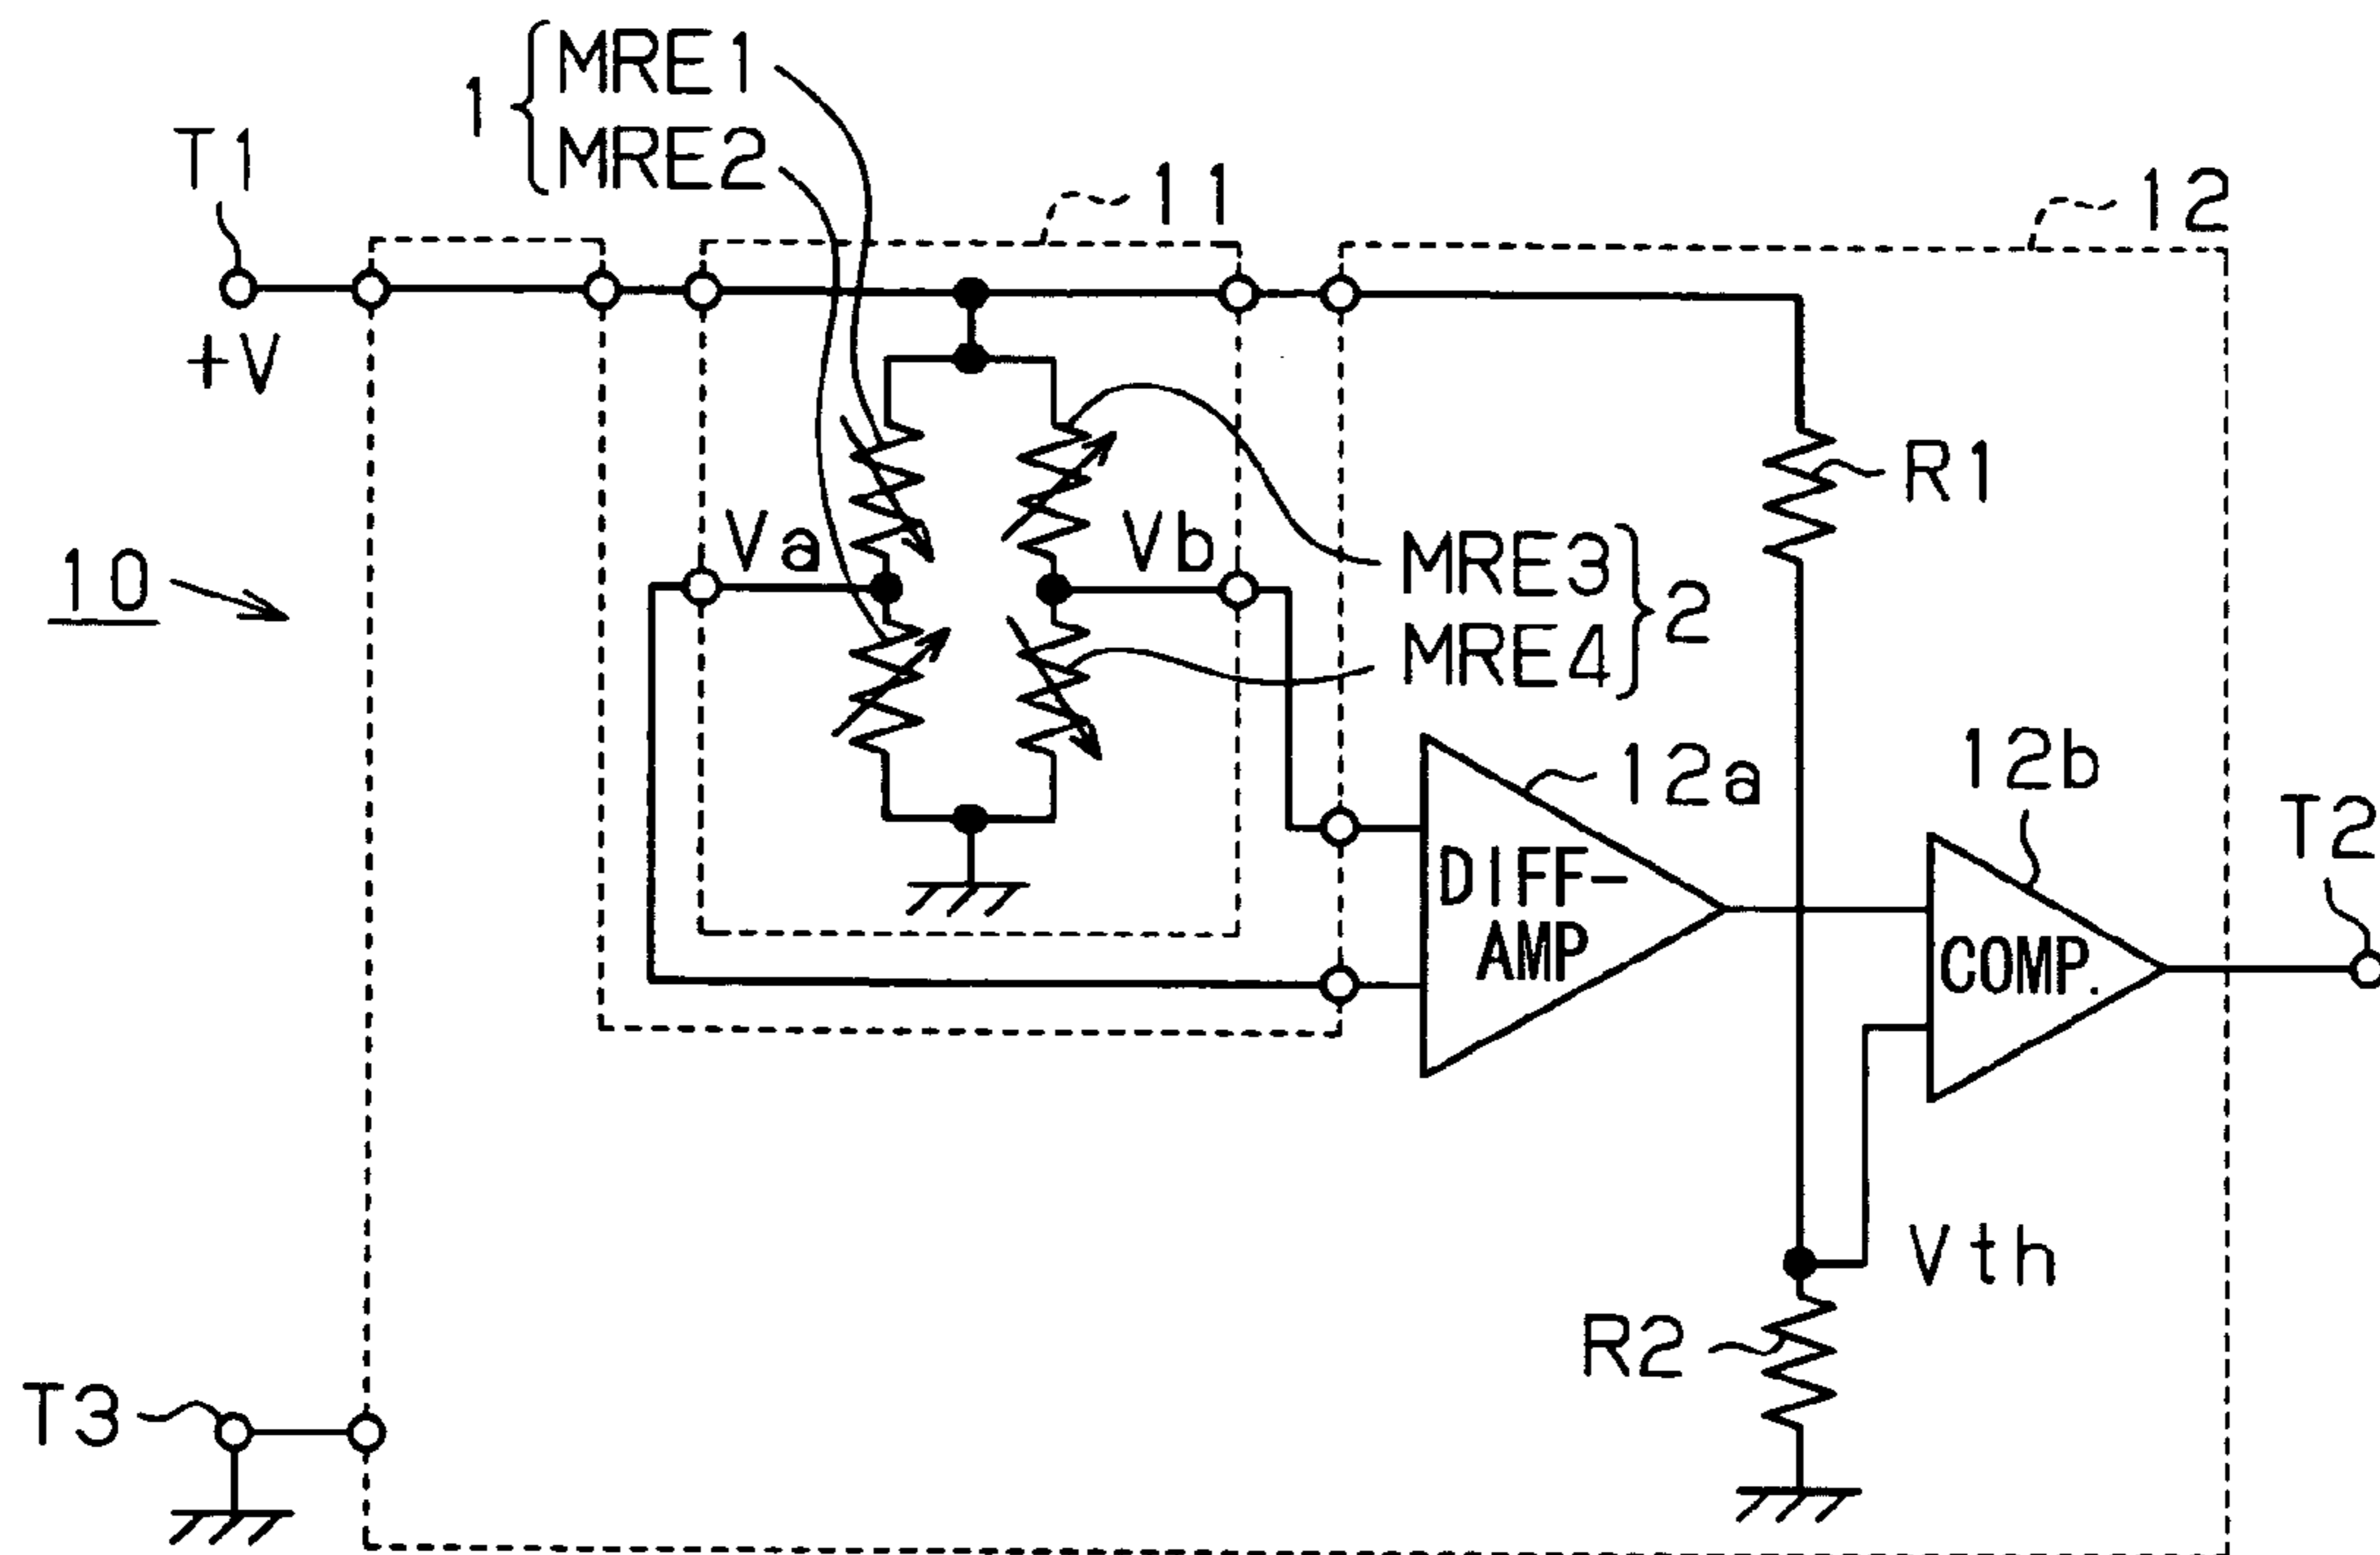 1 { MRE1
MRE2
T1
11
12
+V
R1
Va
Vb
10
MRE3
MRE4 } 2
12a
12b
T2
DIFF-
AMP
COMP.
Vth
R2
T3